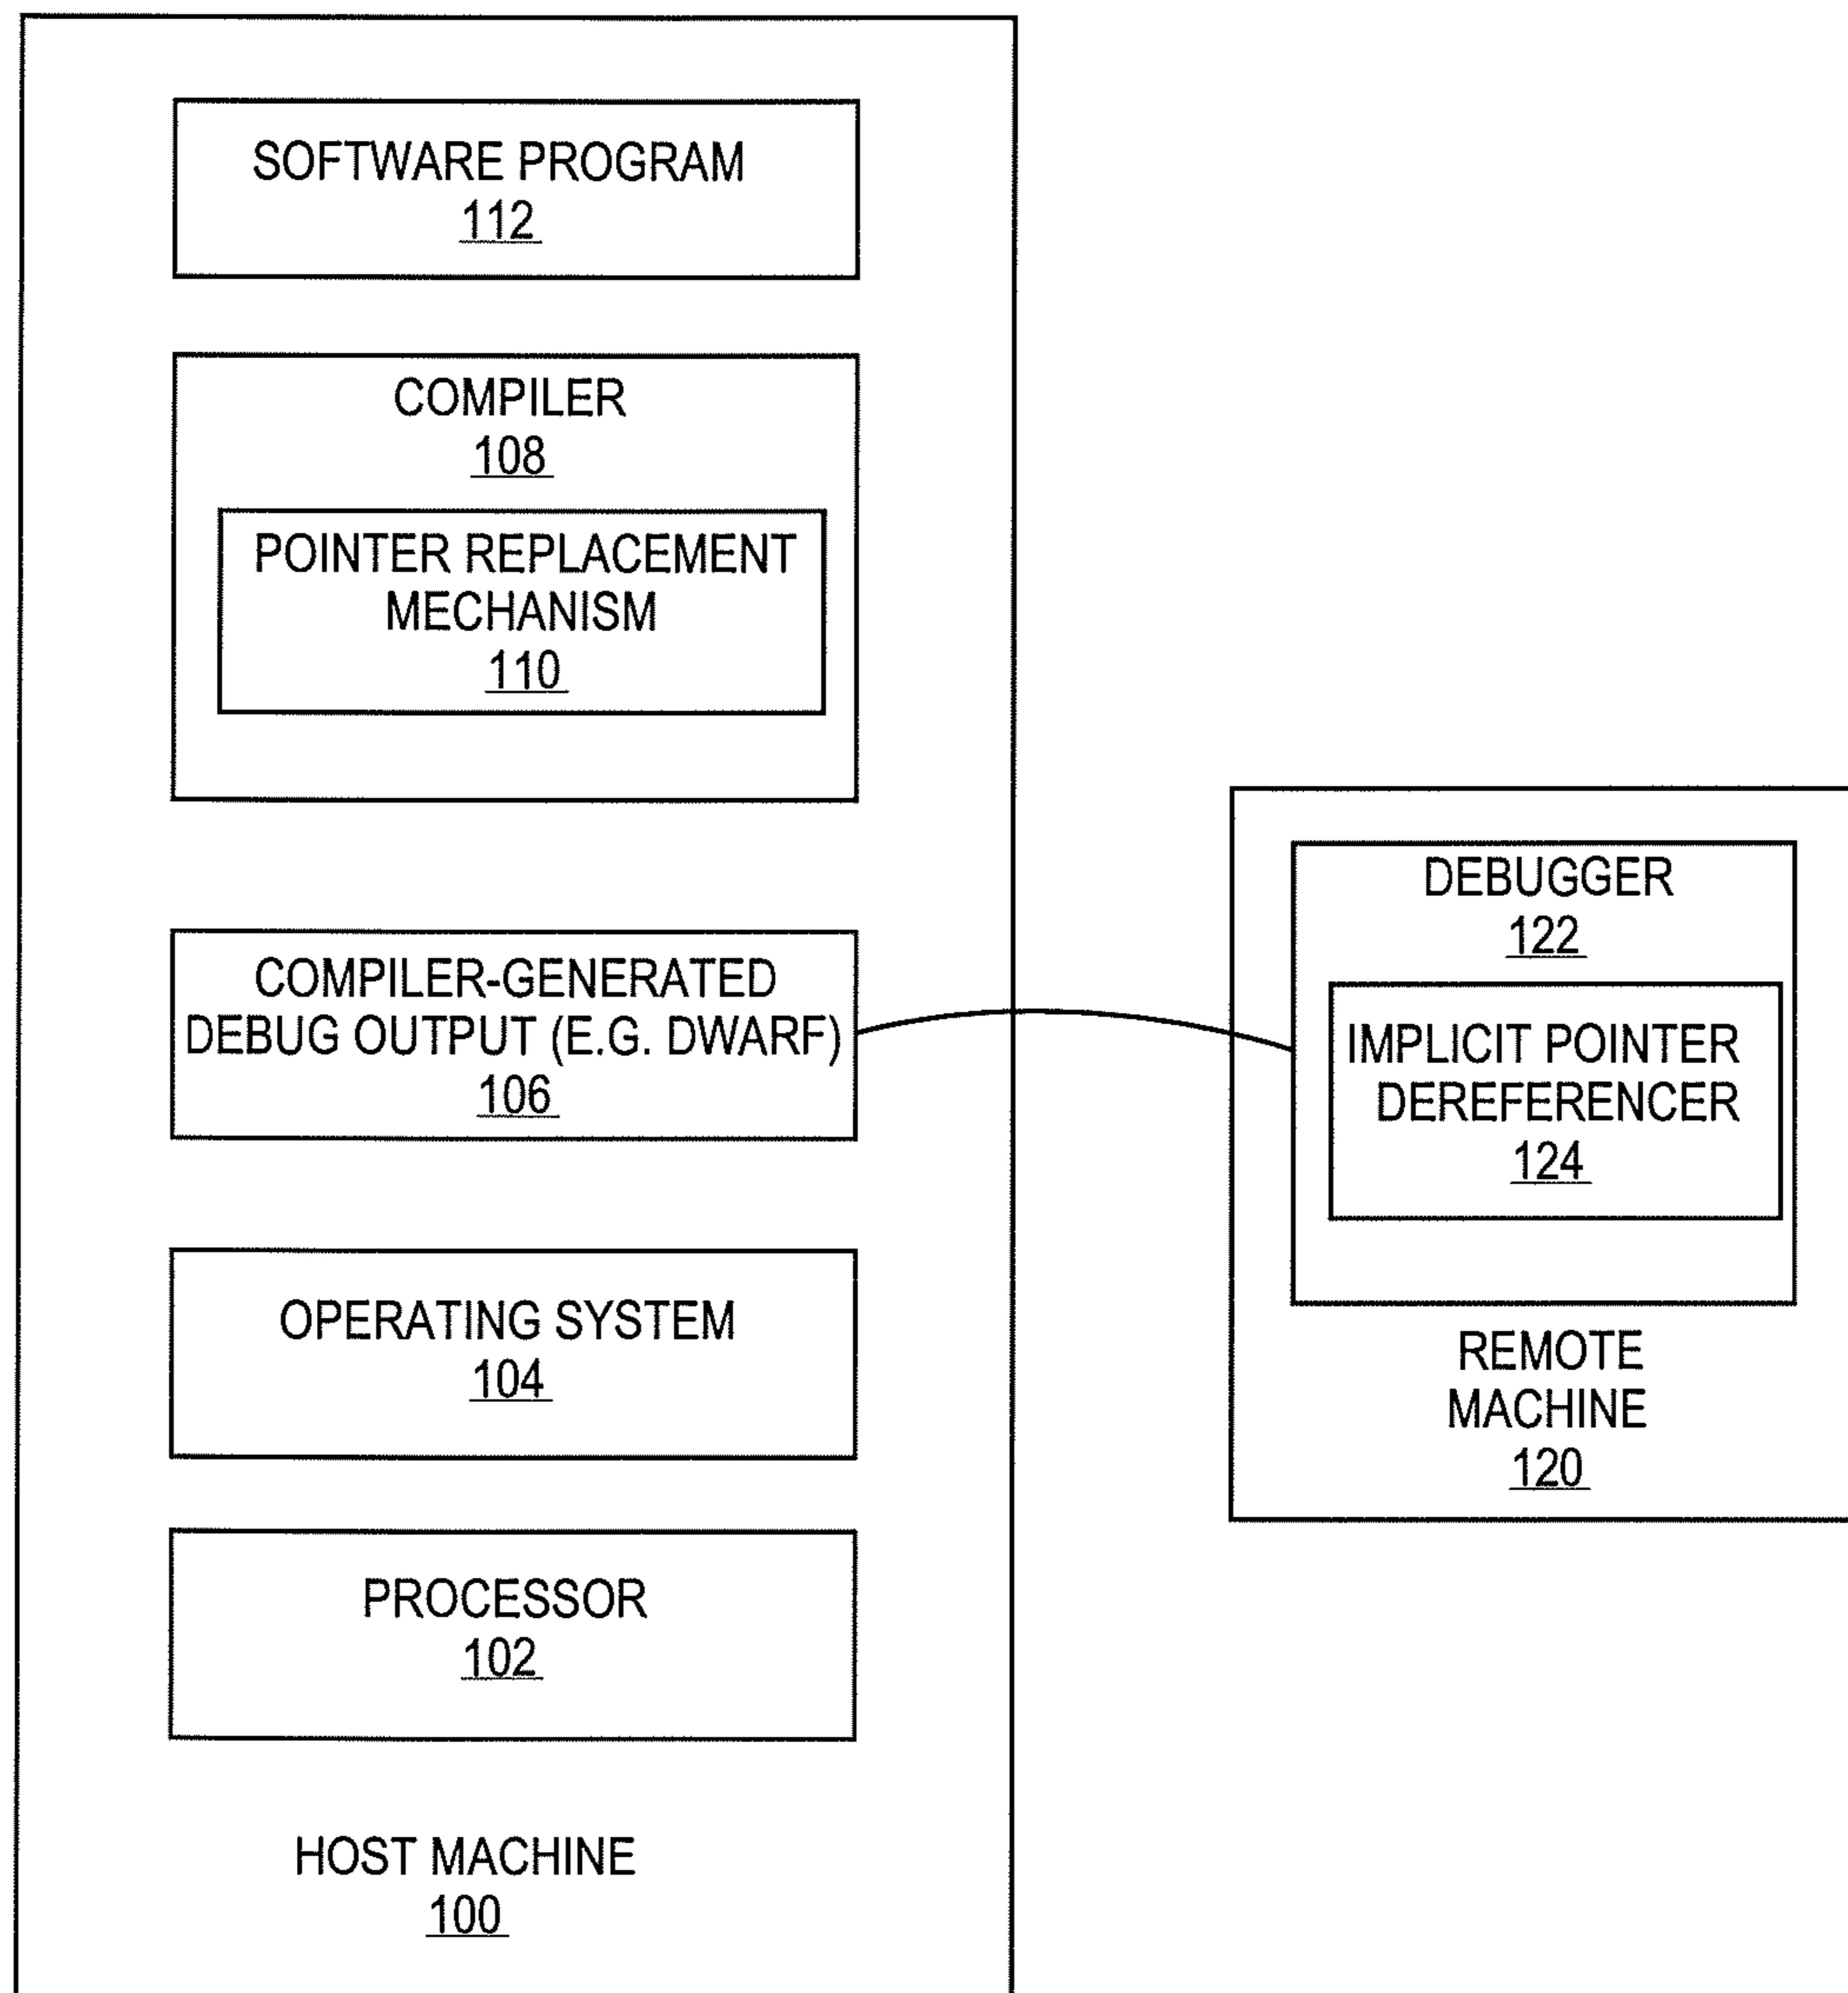 SOFTWARE PROGRAM
112
COMPILER
108
POINTER REPLACEMENT
MECHANISM
110
COMPILER-GENERATED
DEBUG OUTPUT (E.G. DWARF)
106
OPERATING SYSTEM
104
PROCESSOR
102
HOST MACHINE
100
DEBUGGER
122
IMPLICIT POINTER
DEREFERENCER
124
REMOTE
MACHINE
120